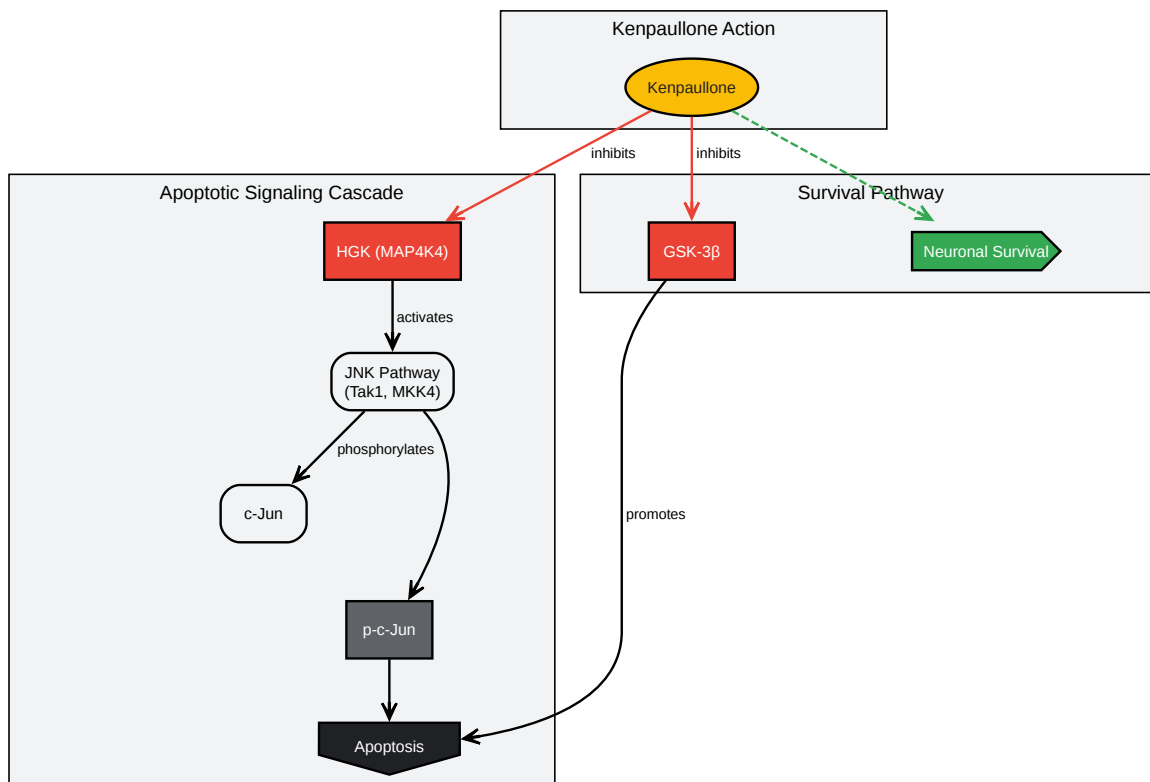 Kenpaullone Action
Kenpaullone
inhibits
inhibits
Apoptotic Signaling Cascade
Survival Pathway
HGK (MAP4K4)
GSK-3β
Neuronal Survival
activates
JNK Pathway
(Tak1, MKK4)
phosphorylates
c-Jun
promotes
p-c-Jun
Apoptosis